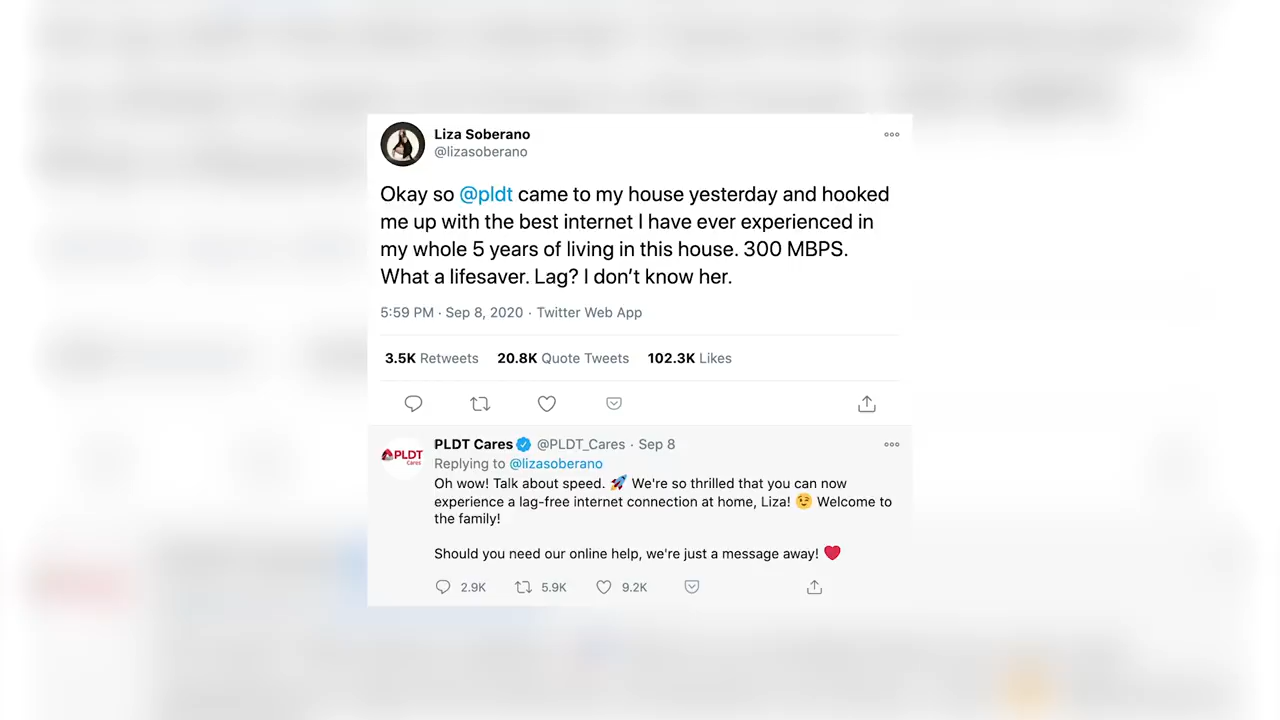 Liza Soberano
@lizasoberano
Okay so @pldt came to my house yesterday and hooked
me up with the best internet I have ever experienced in
my whole 5 years of living in this house. 300 MBPS.
What a lifesaver. Lag? I don’t know her.
5:59 PM · Sep 8, 2020 · Twitter Web App
3.5K Retweets 20.8K Quote Tweets 102.3K Likes
PLDT Cares @PLDT_Cares · Sep 8
PLDT
Cares
Replying to @lizasoberano
Oh wow! Talk about speed. 🚀 We're so thrilled that you can now
experience a lag-free internet connection at home, Liza! 😉 Welcome to
the family!
Should you need our online help, we're just a message away! ❤️
2.9K 5.9K 9.2K